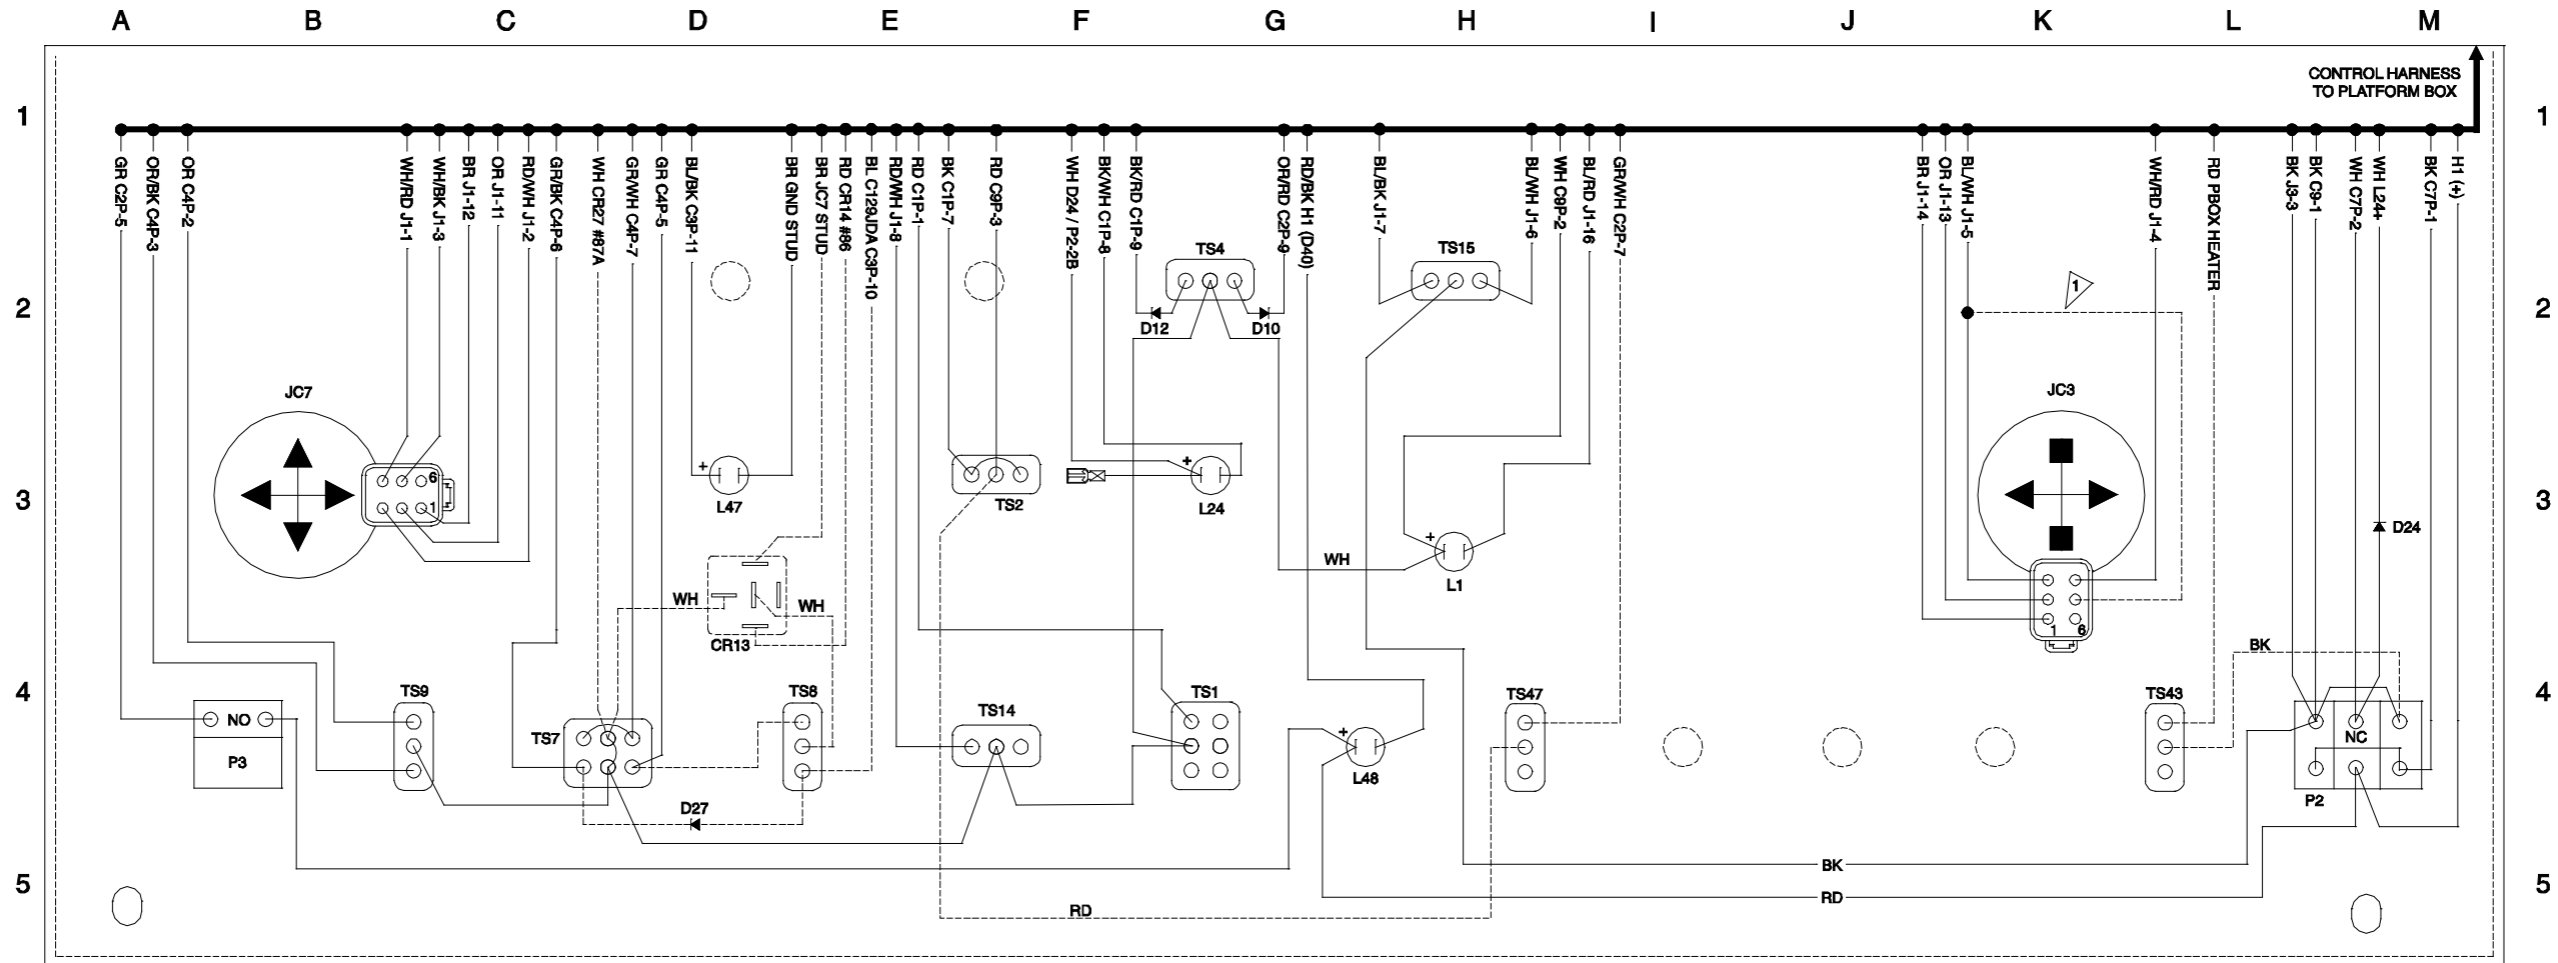 A B C D E F G H I J K L M
CONTROL HARNESS
TO PLATFORM BOX
1 1
GR C2P-5
OR/BK C4P-3
OR C4P-2
WH/RD J1-1
WH/BK J1-3
BR J1-12
OR J1-11
RD/WH J1-2
GR/BK C4P-6
WH CR27 #87A
GR/WH C4P-7
GR C4P-5
BL/BK C3P-11
BR GND STUD
BR JC7 STUD
RD CR14 #86
BL C129JDA C3P-10
RD/WH J1-8
RD C1P-1
BK C1P-7
RD C9P-3
WH D24 / P2-2B
BK/WH C1P-8
BK/RD C1P-9
OR/RD C2P-9
RD/BK H1 (D40)
BL/BK J1-7
BL/WH J1-6
WH C9P-2
BL/RD J1-16
GR/WH C2P-7
BR J1-14
OR J1-13
BL/WH J1-5
WH/RD J1-4
RD PBOX HEATER
BK J3-3
BK C9-1
WH C7P-2
WH L24+
BK C7P-1
H1 (+)
TS4 TS15
1
2 2
D12 D10
JC7 JC3
6
1
+
L47
TS2
+
L24
3 3
D24
+
WH
L1
WH WH
CR13
1 6
BK
4 4
TS9 TS8 TS1 TS47 TS43
NO
TS7
TS14
+
NC
P3
L48
P2
D27
BK
5 5
RD
RD